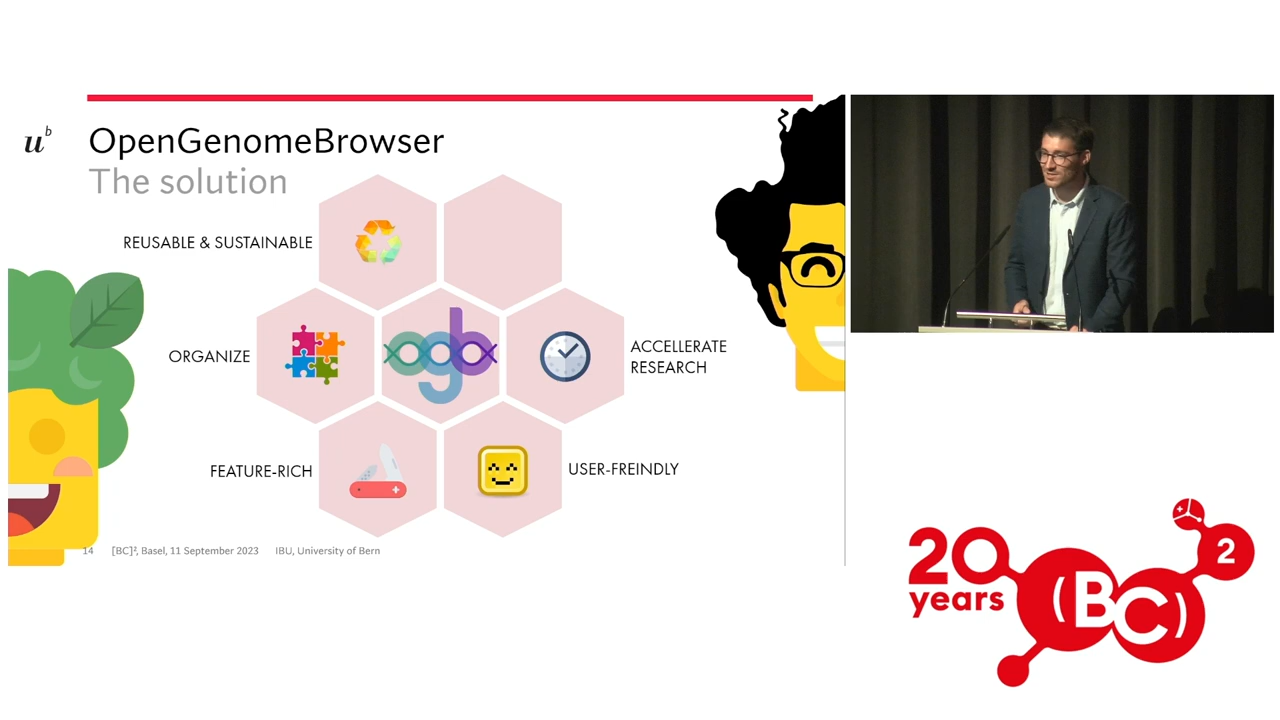 u^b
OpenGenomeBrowser
The solution
REUSABLE & SUSTAINABLE
ORGANIZE
ogb
ACCELLERATE
RESEARCH
FEATURE-RICH
USER-FREINDLY
14 [BC]², Basel, 11 September 2023 IBU, University of Bern
20
years
(BC)
2